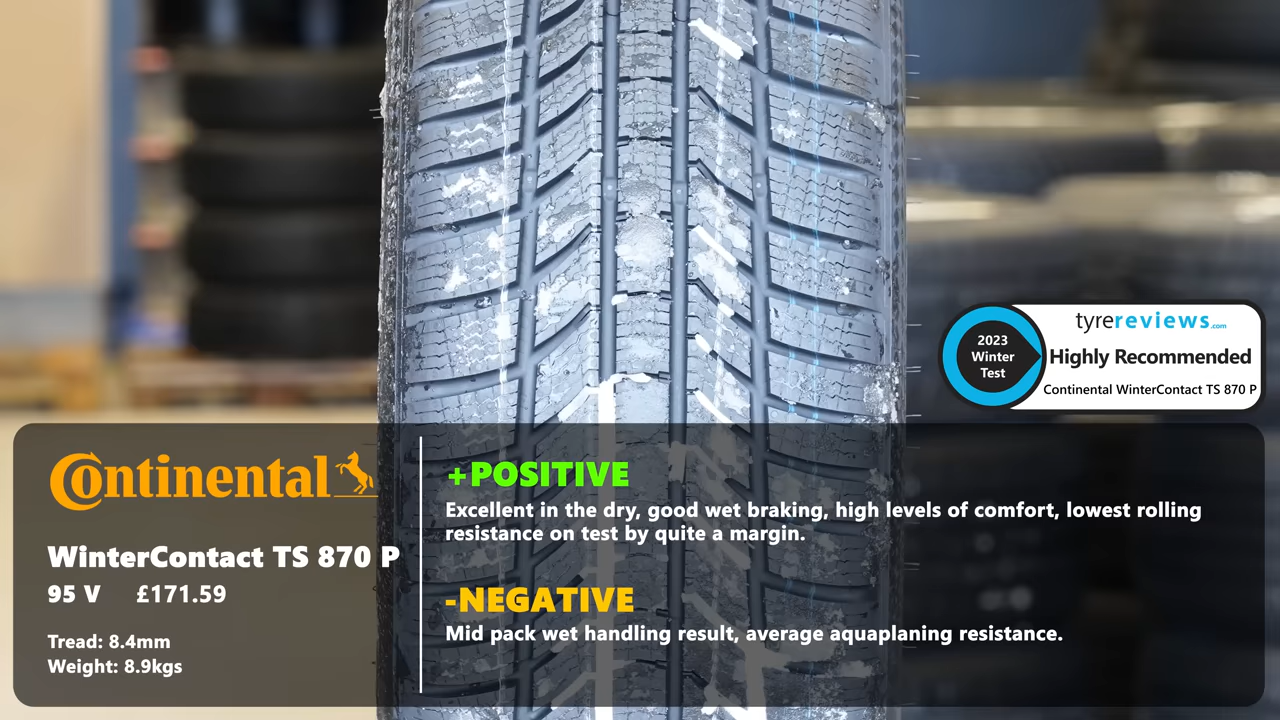 tyrereviews.com
2023
Winter
Test
Highly Recommended
Continental WinterContact TS 870 P
Continental
WinterContact TS 870 P
95 V £171.59
Tread: 8.4mm
Weight: 8.9kgs
+POSITIVE
Excellent in the dry, good wet braking, high levels of comfort, lowest rolling
resistance on test by quite a margin.
-NEGATIVE
Mid pack wet handling result, average aquaplaning resistance.